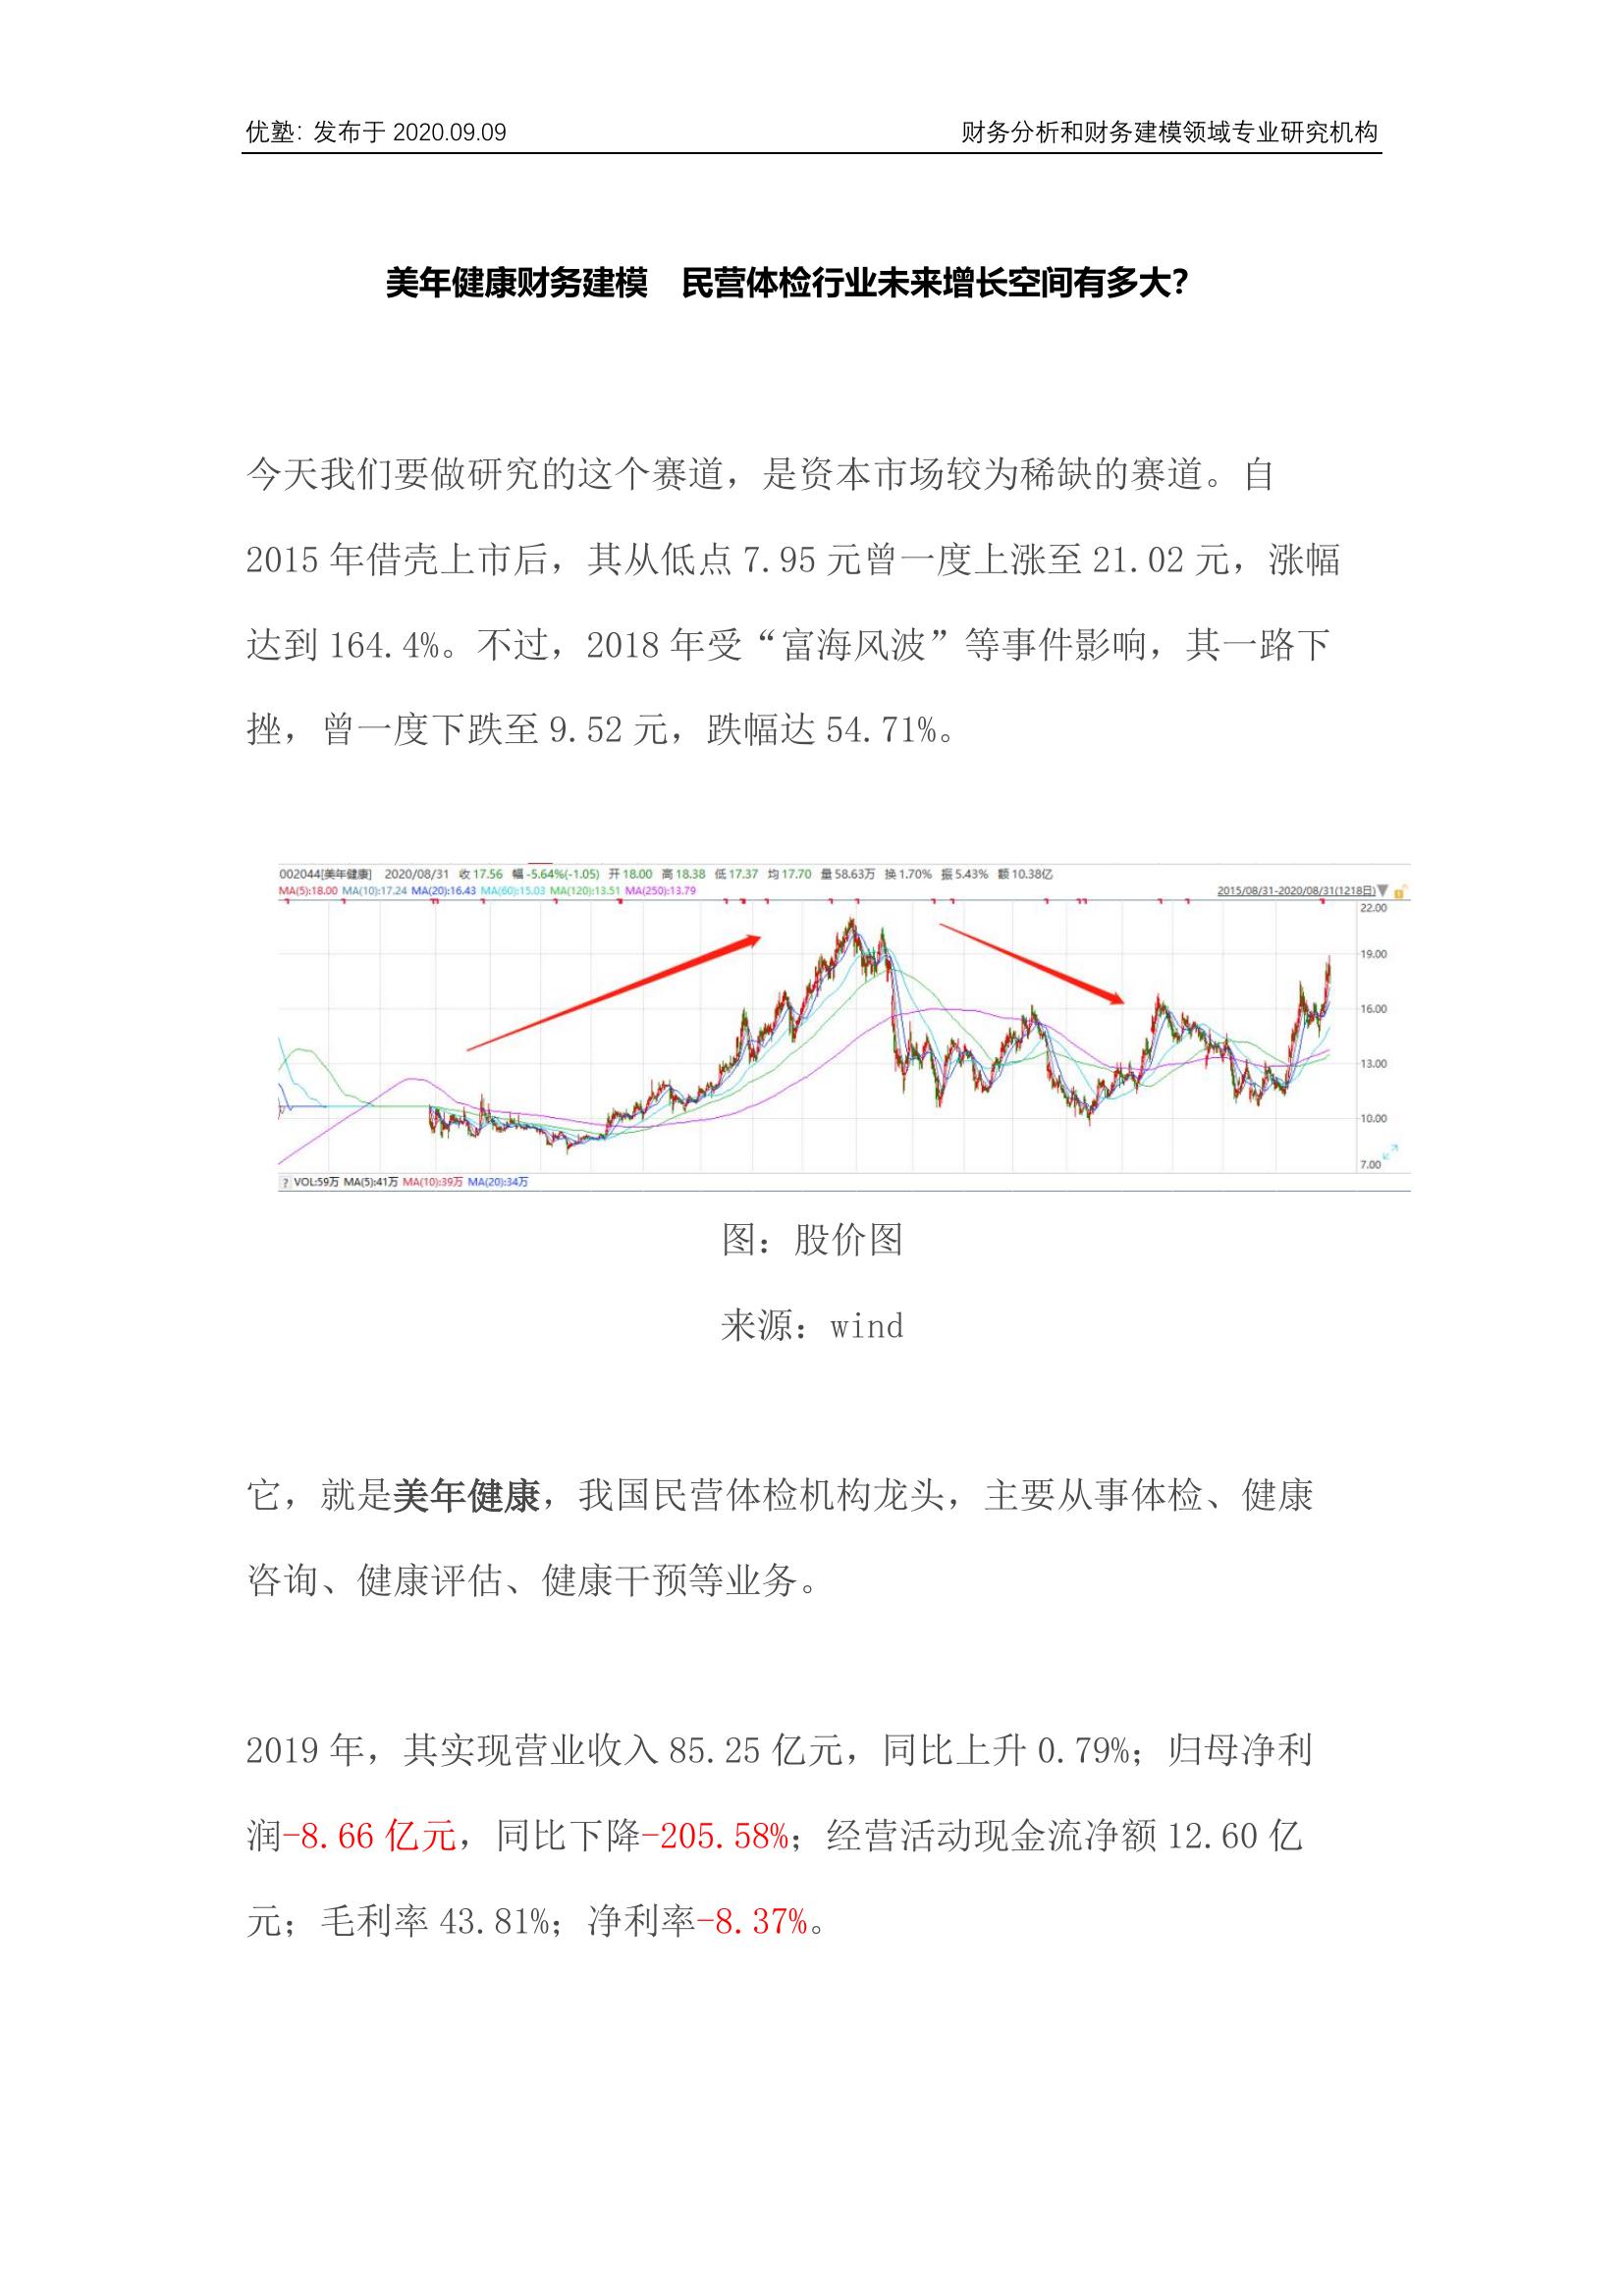 优塾：发布于 2020.09.09 财务分析和财务建模领域专业研究机构
美年健康财务建模 民营体检行业未来增长空间有多大？
今天我们要做研究的这个赛道，是资本市场较为稀缺的赛道。自
2015 年借壳上市后，其从低点 7.95 元曾一度上涨至 21.02 元，涨幅
达到 164.4%。不过，2018 年受“富海风波”等事件影响，其一路下
挫，曾一度下跌至 9.52 元，跌幅达 54.71%。
002044[美年健康] 2020/08/31 收17.56 幅-5.64%(-1.05) 开18.00 高18.38 低17.37 均17.70 量58.63万 换1.70% 振5.43% 额10.38亿
MA(5):18.00 MA(10):17.24 MA(20):16.43 MA(60):15.03 MA(120):13.51 MA(250):13.79 2015/08/31-2020/08/31(1218日)
22.00
19.00
16.00
13.00
10.00
7.00
? VOL:59万 MA(5):41万 MA(10):39万 MA(20):34万
图：股价图
来源：wind
它，就是美年健康，我国民营体检机构龙头，主要从事体检、健康
咨询、健康评估、健康干预等业务。
2019 年，其实现营业收入 85.25 亿元，同比上升 0.79%；归母净利
润-8.66 亿元，同比下降-205.58%；经营活动现金流净额 12.60 亿
元；毛利率 43.81%；净利率-8.37%。